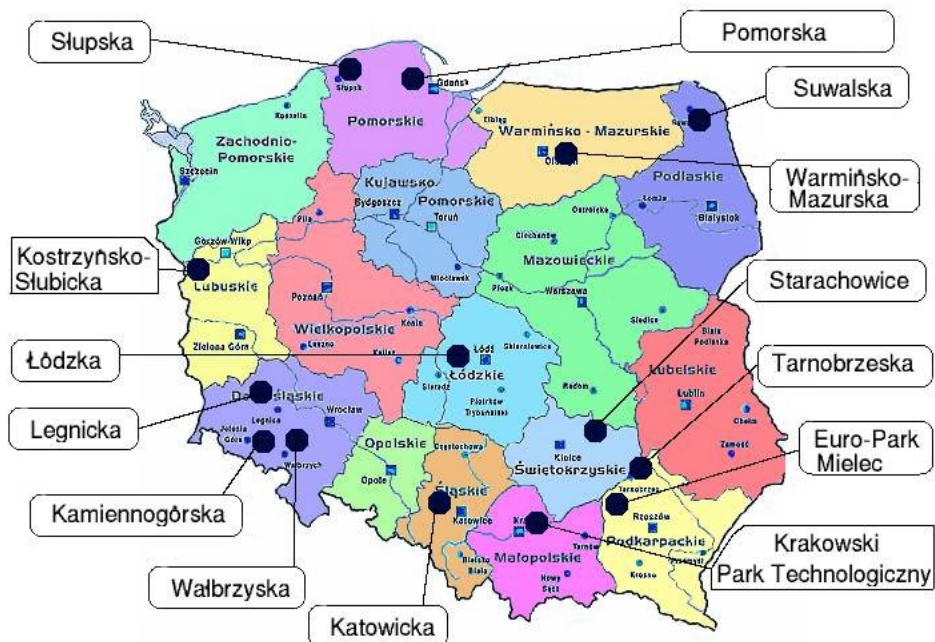 Słupska
Pomorska
Suwalska
Słupsk
Gdańsk
Pomorskie
Koszalin
Elbląg
Zachodnio-
Pomorskie
Warmińsko - Mazurskie
Szczecin
Kujawsko
Pomorskie
Podlaskie
Warmińsko-
Mazurska
Bydgoszcz
Toruń
Piła
Łomża
Białystok
Ostrołęka
Ciechanów
Gorzów-Wlkp
Mazowieckie
Kostrzyńsko-
Słubicka
Lubuskie
Włocławek
Płock
Warszawa
Starachowice
Poznań
Konin
Siedlce
Wielkopolskie
Biała
Podlaska
Zielona Góra
Leszno
Kalisz
Łódź
Skierniewice
Łódzka
Sieradz
Łódzkie
Lubelskie
Tarnobrzeska
Radom
Lublin
Piotrków
Trybunalski
Legnicka
Legnica
Wrocław
Chełm
Jelenia
Góra
Opolskie
Częstochowa
Kielce
Zamość
Euro-Park
Mielec
Wałbrzych
Świętokrzyskie
Opole
Śląskie
Tarnobrzeg
Kamiennogórska
Katowice
Rzeszów
Podkarpackie
Tarnów
Małopolskie
Bielsko
Biała
Nowy
Sącz
Krosno
Krakowski
Park Technologiczny
Wałbrzyska
Katowicka